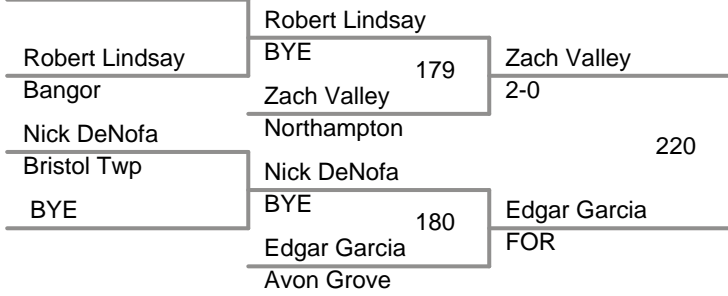 Robert Lindsay
Bangor
Nick DeNofa
Bristol Twp
BYE
Robert Lindsay
BYE
179
Zach Valley
Northampton
Nick DeNofa
BYE
180
Edgar Garcia
Avon Grove
Zach Valley
2-0
220
Edgar Garcia
FOR